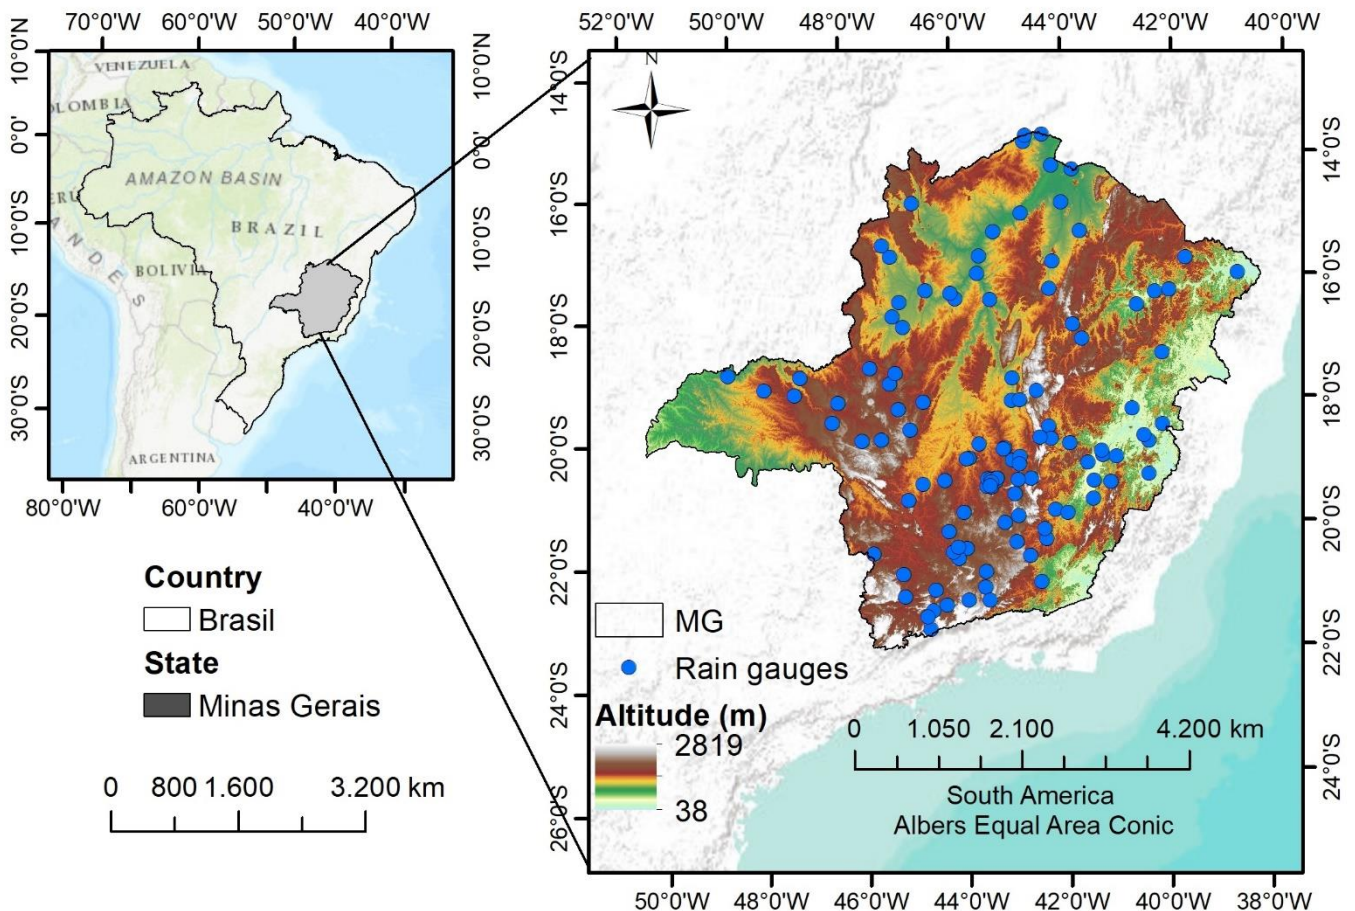 70°0'W 60°0'W 50°0'W 40°0'W
10°0'N
0°0'
10°0'S
20°0'S
30°0'S
10°0'N
0°0'
10°0'S
20°0'S
30°0'S
VENEZUELA
OLOMBIA
AMAZON BASIN
ERU
BRAZIL
ANDES
BOLIVIA
ARGENTINA
80°0'W 60°0'W 40°0'W
Country
Brasil
State
Minas Gerais
0 800 1.600 3.200 km
52°0'W 50°0'W 48°0'W 46°0'W 44°0'W 42°0'W 40°0'W
14°0'S
16°0'S
18°0'S
20°0'S
22°0'S
24°0'S
26°0'S
14°0'S
16°0'S
18°0'S
20°0'S
22°0'S
24°0'S
N
MG
Rain gauges
Altitude (m)
2819
38
0 1.050 2.100 4.200 km
South America
Albers Equal Area Conic
50°0'W 48°0'W 46°0'W 44°0'W 42°0'W 40°0'W 38°0'W